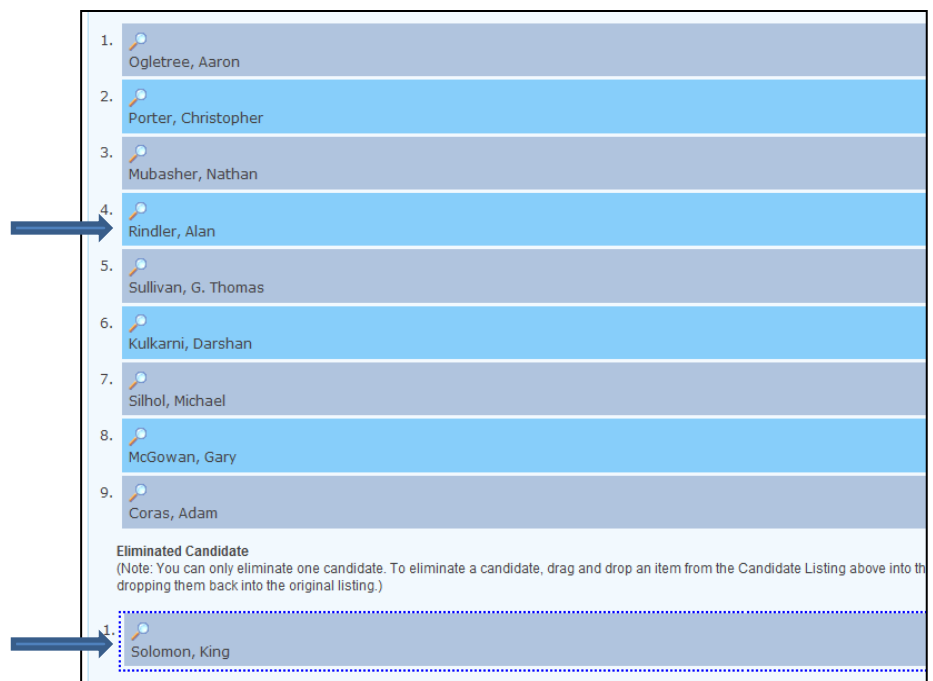 1.
Ogletree, Aaron
2.
Porter, Christopher
3.
Mubasher, Nathan
4.
Rindler, Alan
5.
Sullivan, G. Thomas
6.
Kulkarni, Darshan
7.
Silhol, Michael
8.
McGowan, Gary
9.
Coras, Adam
Eliminated Candidate
(Note: You can only eliminate one candidate. To eliminate a candidate, drag and drop an item from the Candidate Listing above into th
dropping them back into the original listing.)
1.
Solomon, King